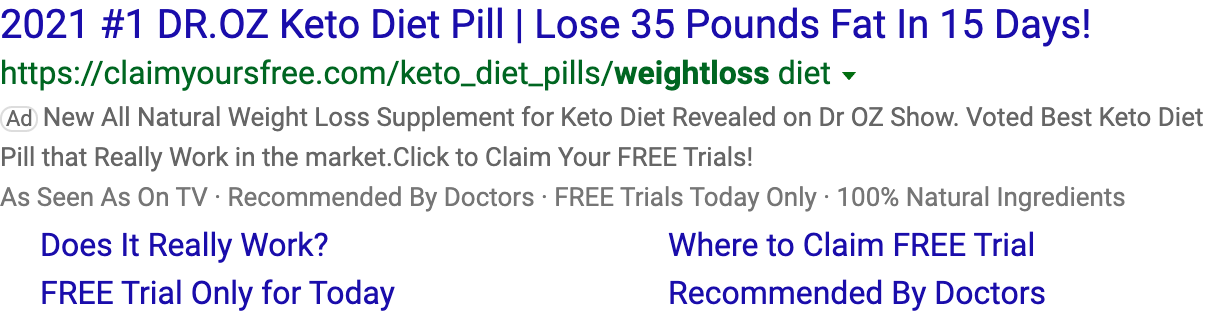 2021 #1 DR.OZ Keto Diet Pill | Lose 35 Pounds Fat In 15 Days!
https://claimyoursfree.com/keto_diet_pills/weightloss diet
Ad New All Natural Weight Loss Supplement for Keto Diet Revealed on Dr OZ Show. Voted Best Keto Diet
Pill that Really Work in the market.Click to Claim Your FREE Trials!
As Seen As On TV · Recommended By Doctors · FREE Trials Today Only · 100% Natural Ingredients
Does It Really Work? Where to Claim FREE Trial
FREE Trial Only for Today Recommended By Doctors